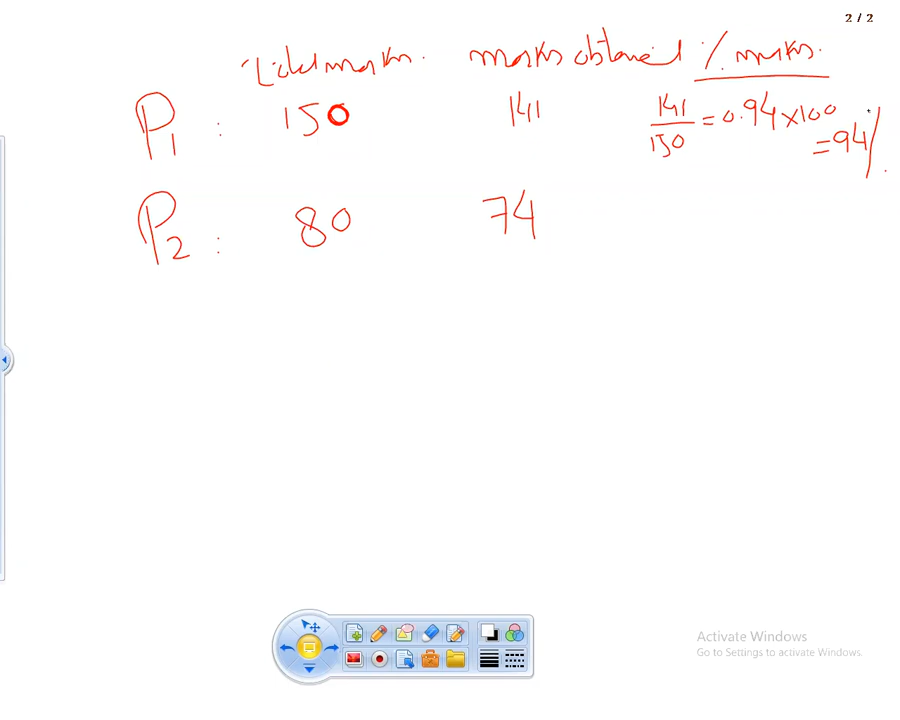 2 / 2
Total marks. marks obtained % marks.
P1 : 150 141 141/150 = 0.94 x 100
= 94%.
P2 : 80 74
Activate Windows
Go to Settings to activate Windows.